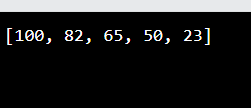 [100, 82, 65, 50, 23]